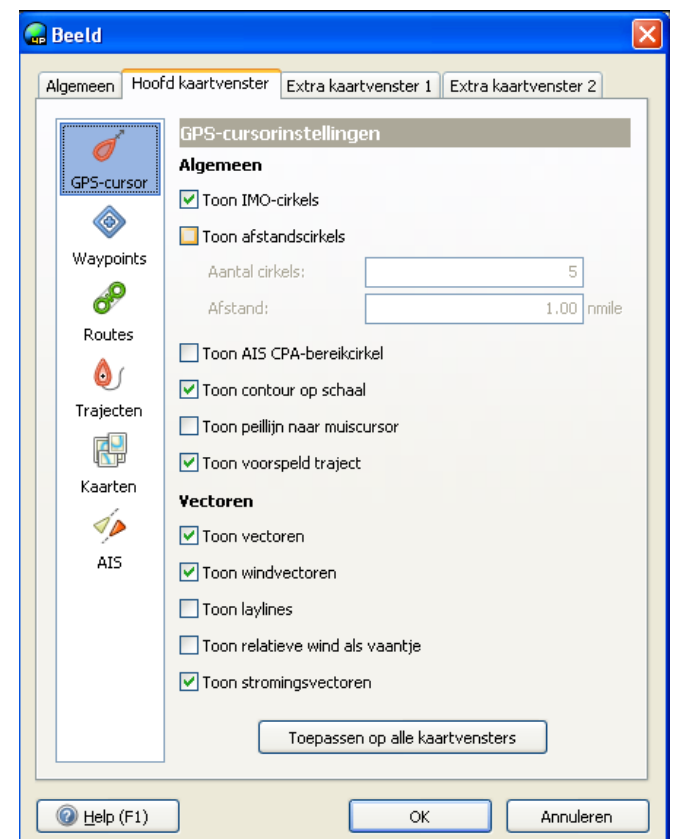 Beeld
Algemeen Hoofd kaartvenster Extra kaartvenster 1 Extra kaartvenster 2
GPS-cursor
Waypoints
Routes
Trajecten
Kaarten
AIS
GPS-cursorinstellingen
Algemeen
Toon IMO-cirkels
Toon afstandscirkels
Aantal cirkels: 5
Afstand: 1.00 nmile
Toon AIS CPA-bereikcirkel
Toon contour op schaal
Toon peillijn naar muiscursor
Toon voorspeld traject
Vectoren
Toon vectoren
Toon windvectoren
Toon laylines
Toon relatieve wind als vaantje
Toon stromingsvectoren
Toepassen op alle kaartvensters
Help (F1) OK Annuleren